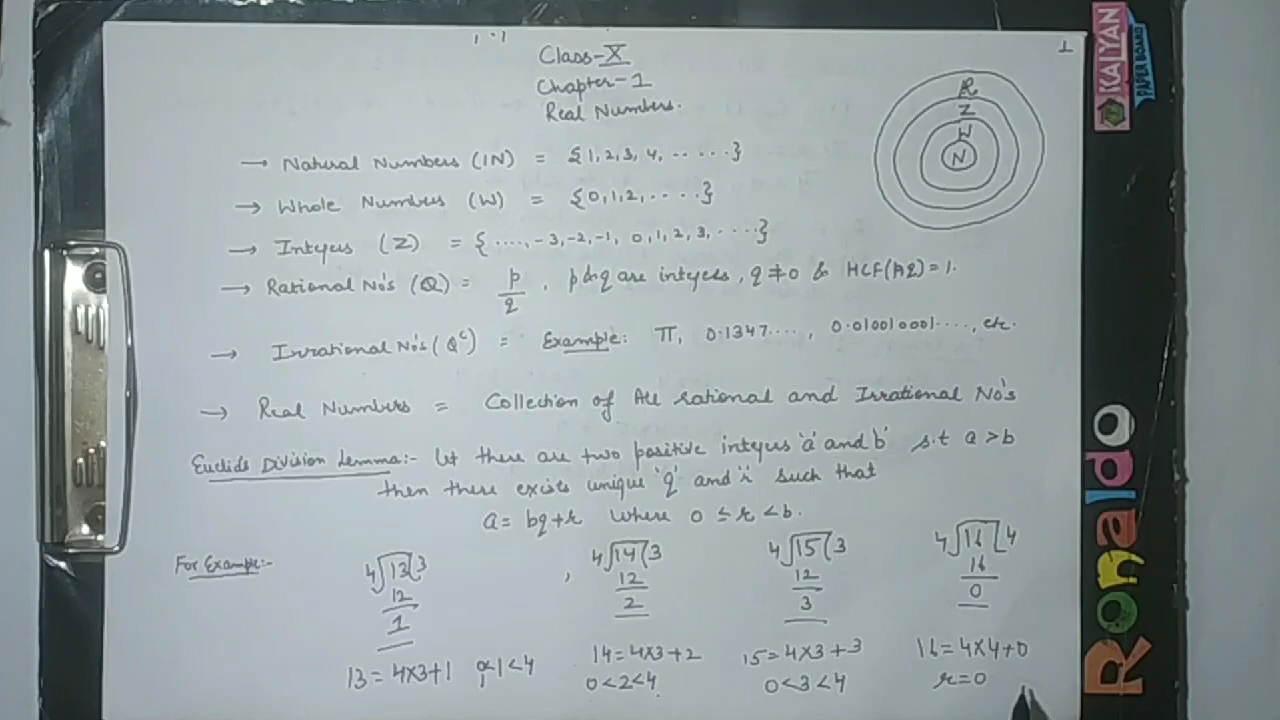 1
Class-X
Chapter-1
Real Numbers.
R
Z
W
N
→ Natural Numbers (IN) = {1, 2, 3, 4, ......}
→ Whole Numbers (W) = {0, 1, 2, .....}
→ Integers (Z) = {...., -3, -2, -1, 0, 1, 2, 3, .....}
→ Rational No's (Q) = p/q, p & q are integers, q ≠ 0 & HCF(p,q) = 1.
→ Irrational No's (Q^c) = Example: π, 0.1347...., 0.010010001....., etc.
→ Real Numbers = Collection of All rational and Irrational No's
Euclids Division Lemma:- Let there are two positive integers 'a' and 'b' s.t a > b
then there exists unique 'q' and 'r' such that
a = bq + r where 0 ≤ r < b.
For Example:-
4√13(3 , 4√14(3 4√15(3 4√16(4
12 12 12 16
1 2 3 0
13 = 4×3+1 0<1<4 14 = 4×3+2 15 = 4×3+3 16 = 4×4+0
0<2<4 0<3<4 r=0
KALYAN
PAPER BOARD
Ronaldo